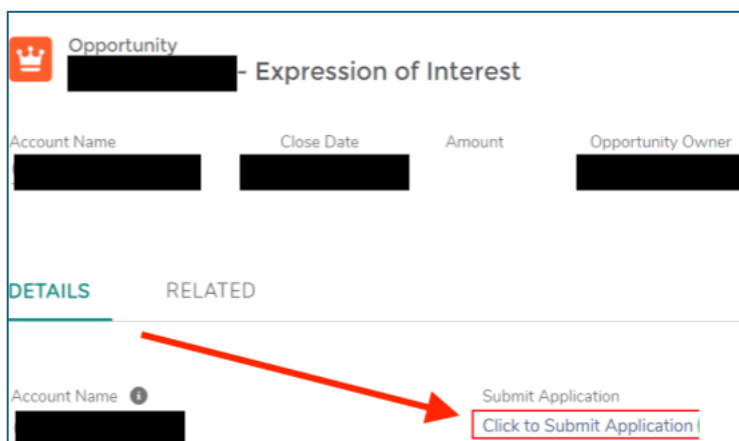 Opportunity
- Expression of Interest
Account Name Close Date Amount Opportunity Owner
DETAILS RELATED
Account Name Submit Application
Click to Submit Application